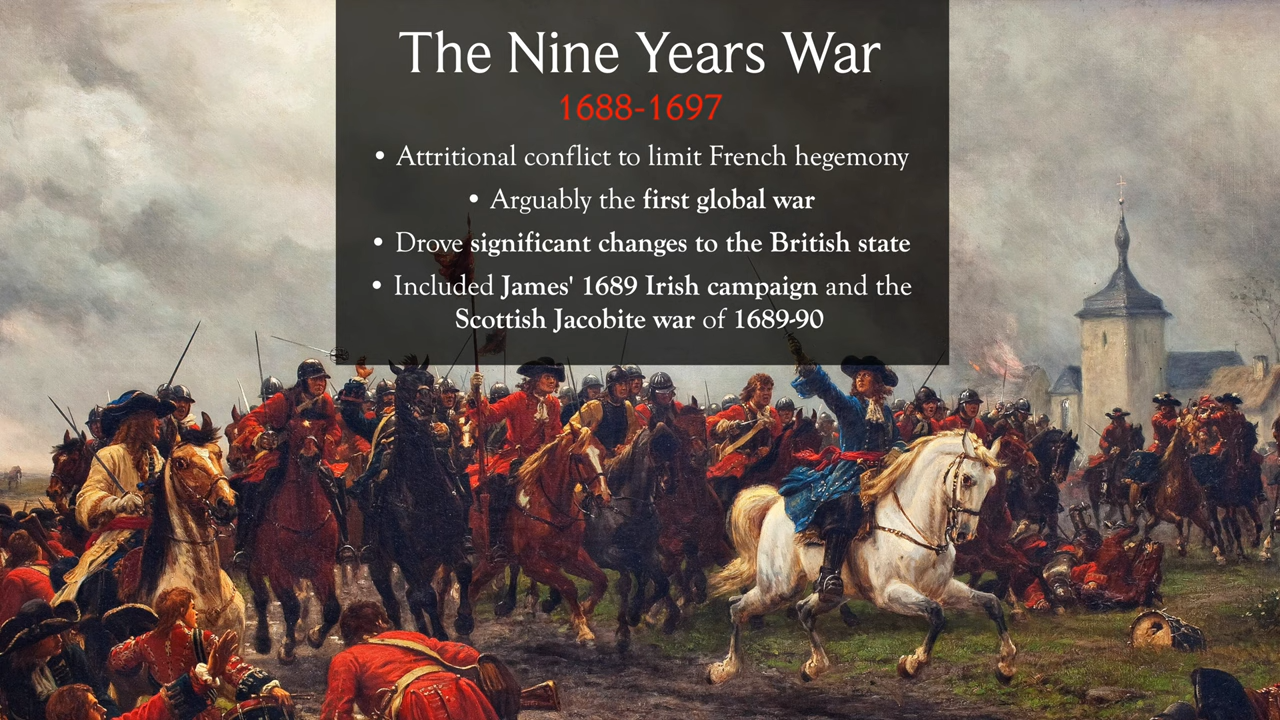 The Nine Years War
1688-1697
• Attritional conflict to limit French hegemony
• Arguably the first global war
• Drove significant changes to the British state
• Included James' 1689 Irish campaign and the
Scottish Jacobite war of 1689-90